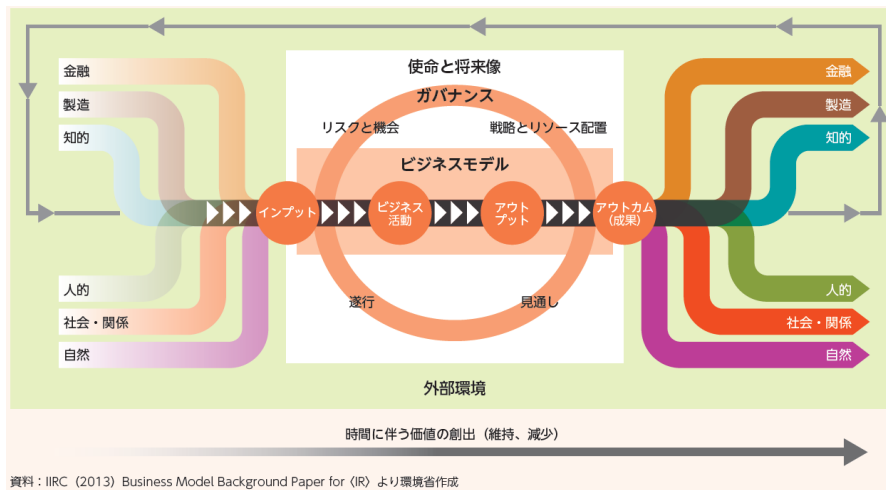 使命と将来像
ガバナンス
リスクと機会
戦略とリソース配置
ビジネスモデル
金融
製造
知的
人的
社会・関係
自然
インプット
ビジネス
活動
アウト
プット
アウトカム
(成果)
遂行
見通し
金融
製造
知的
人的
社会・関係
自然
外部環境
時間に伴う価値の創出（維持、減少）
資料：IIRC（2013）Business Model Background Paper for〈IR〉より環境省作成